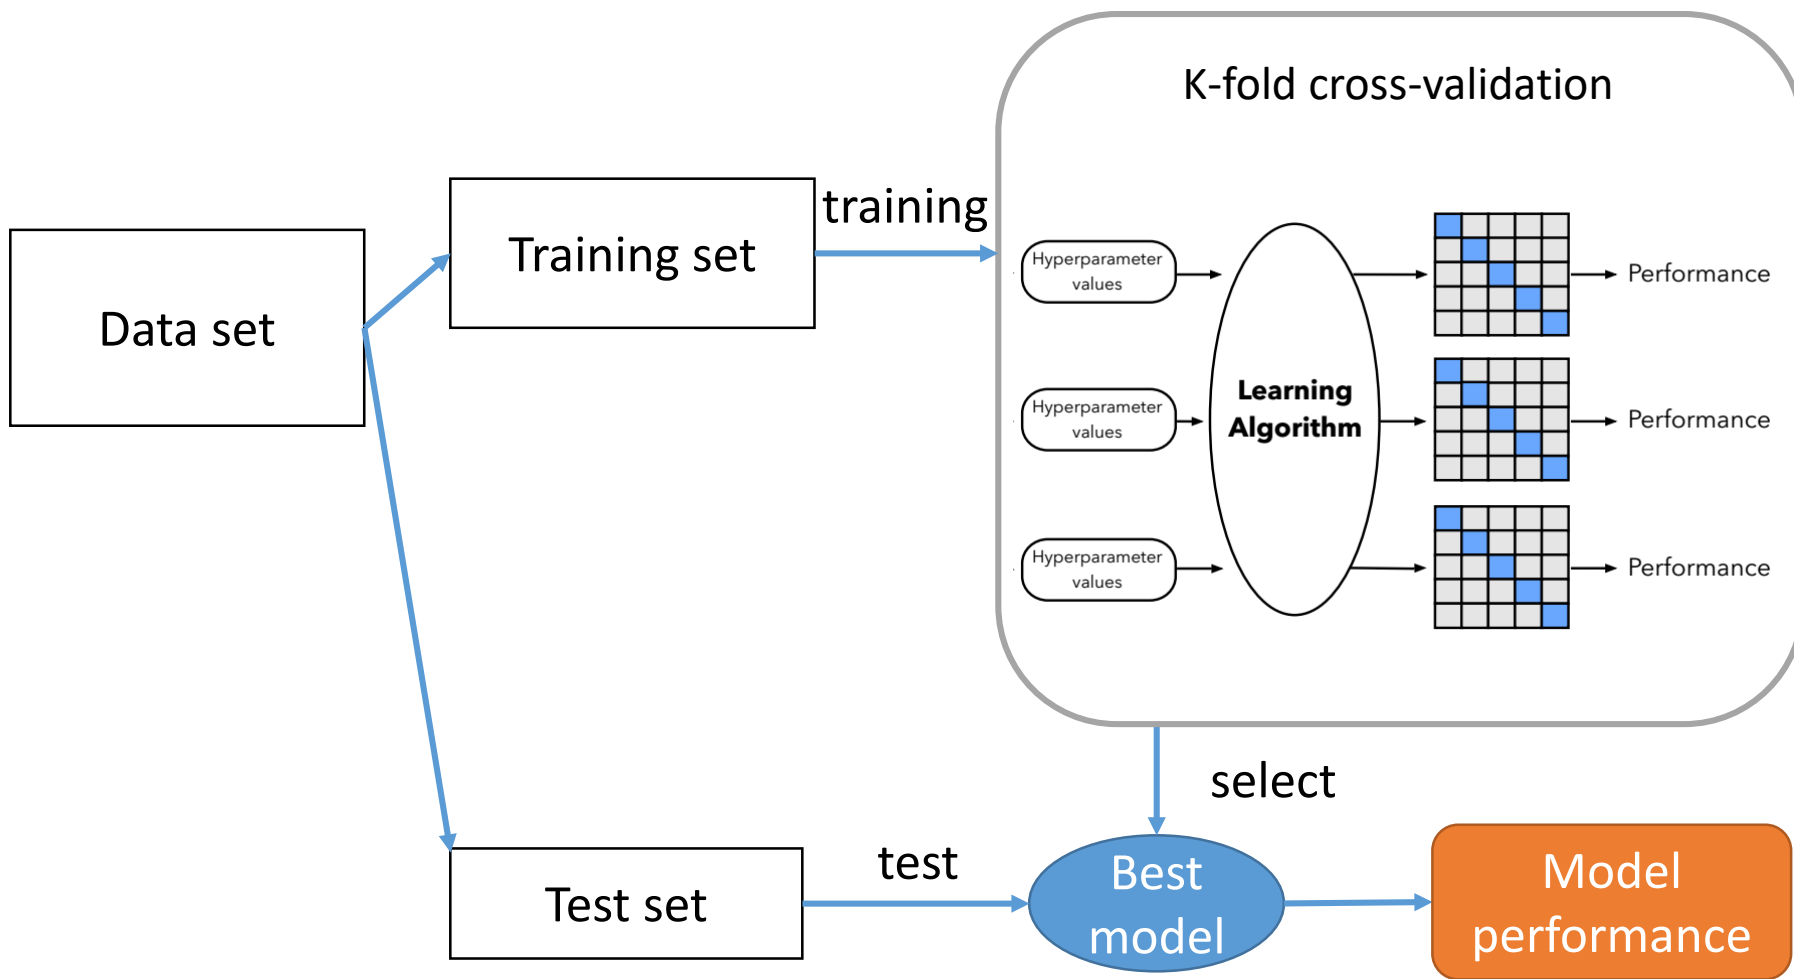 K-fold cross-validation
training
Training set
Data set
Hyperparameter
values
Performance
Learning
Algorithm
Hyperparameter
values
Performance
Hyperparameter
values
Performance
select
test
Test set
Best
model
Model
performance